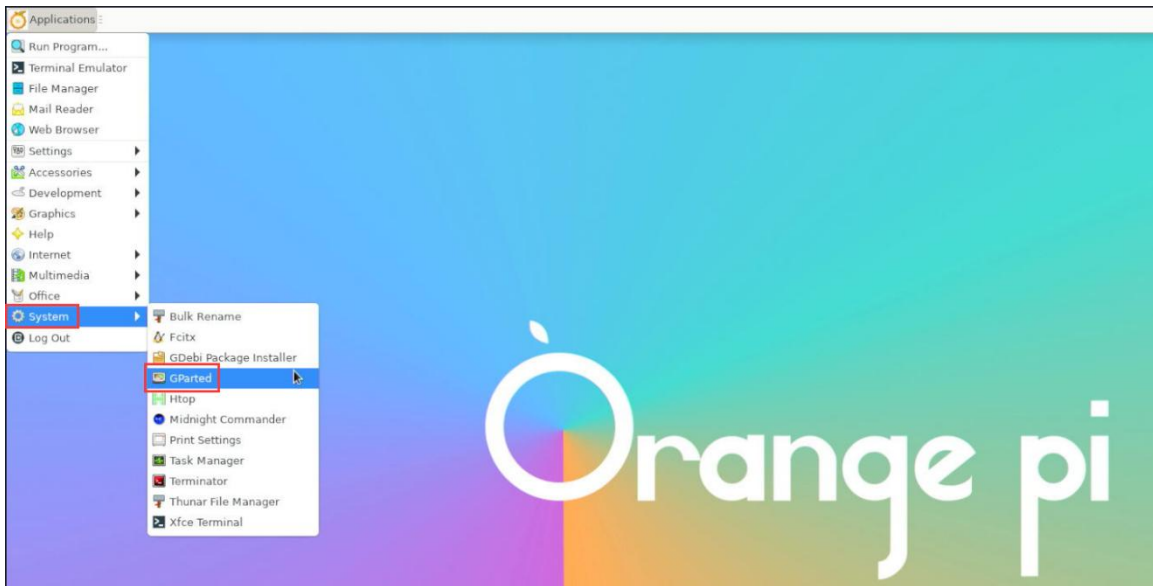 Applications
Run Program...
Terminal Emulator
File Manager
Mail Reader
Web Browser
Settings
Accessories
Development
Graphics
Help
Internet
Multimedia
Office
System
Log Out
Bulk Rename
Fcitx
GDebi Package Installer
GParted
Htop
Midnight Commander
Print Settings
Task Manager
Terminator
Thunar File Manager
Xfce Terminal
Orange pi